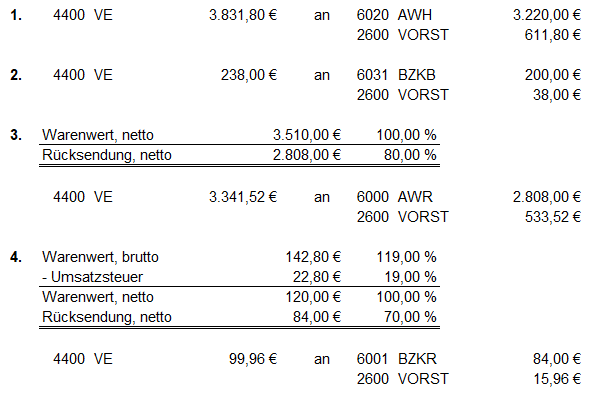 1. 4400 VE 3.831,80 € an 6020 AWH 3.220,00 €
2600 VORST 611,80 €
2. 4400 VE 238,00 € an 6031 BZKB 200,00 €
2600 VORST 38,00 €
3. Warenwert, netto 3.510,00 € 100,00 %
Rücksendung, netto 2.808,00 € 80,00 %
4400 VE 3.341,52 € an 6000 AWR 2.808,00 €
2600 VORST 533,52 €
4. Warenwert, brutto 142,80 € 119,00 %
- Umsatzsteuer 22,80 € 19,00 %
Warenwert, netto 120,00 € 100,00 %
Rücksendung, netto 84,00 € 70,00 %
4400 VE 99,96 € an 6001 BZKR 84,00 €
2600 VORST 15,96 €